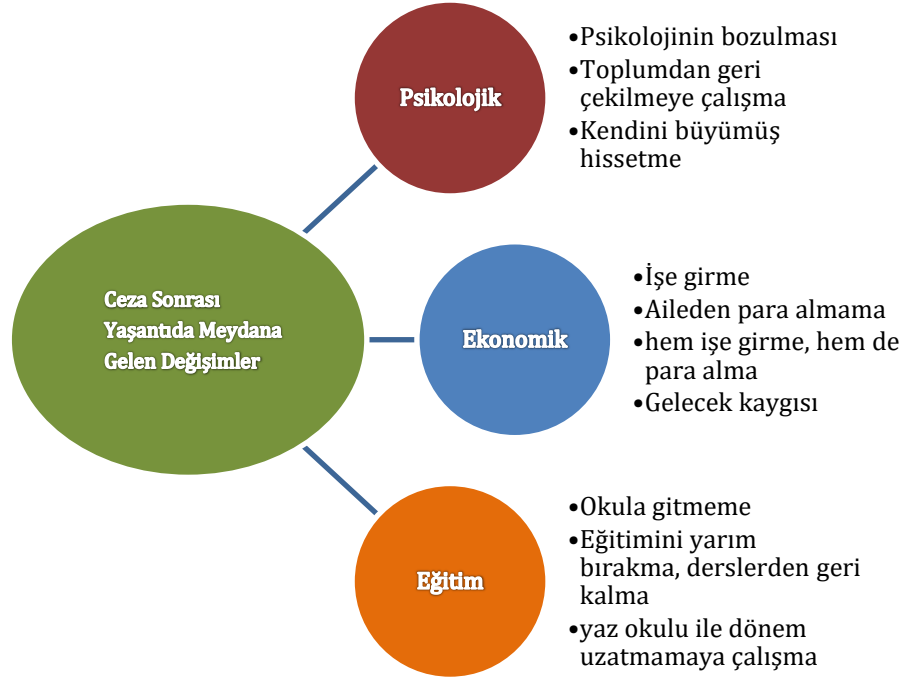 Ceza Sonrası
Yaşantıda Meydana
Gelen Değişimler
Psikolojik
•Psikolojinin bozulması
•Toplumdan geri
çekilmeye çalışma
•Kendini büyümüş
hissetme
Ekonomik
•İşe girme
•Aileden para almama
•hem işe girme, hem de
para alma
•Gelecek kaygısı
Eğitim
•Okula gitmeme
•Eğitimini yarım
bırakma, derslerden geri
kalma
•yaz okulu ile dönem
uzatmamaya çalışma